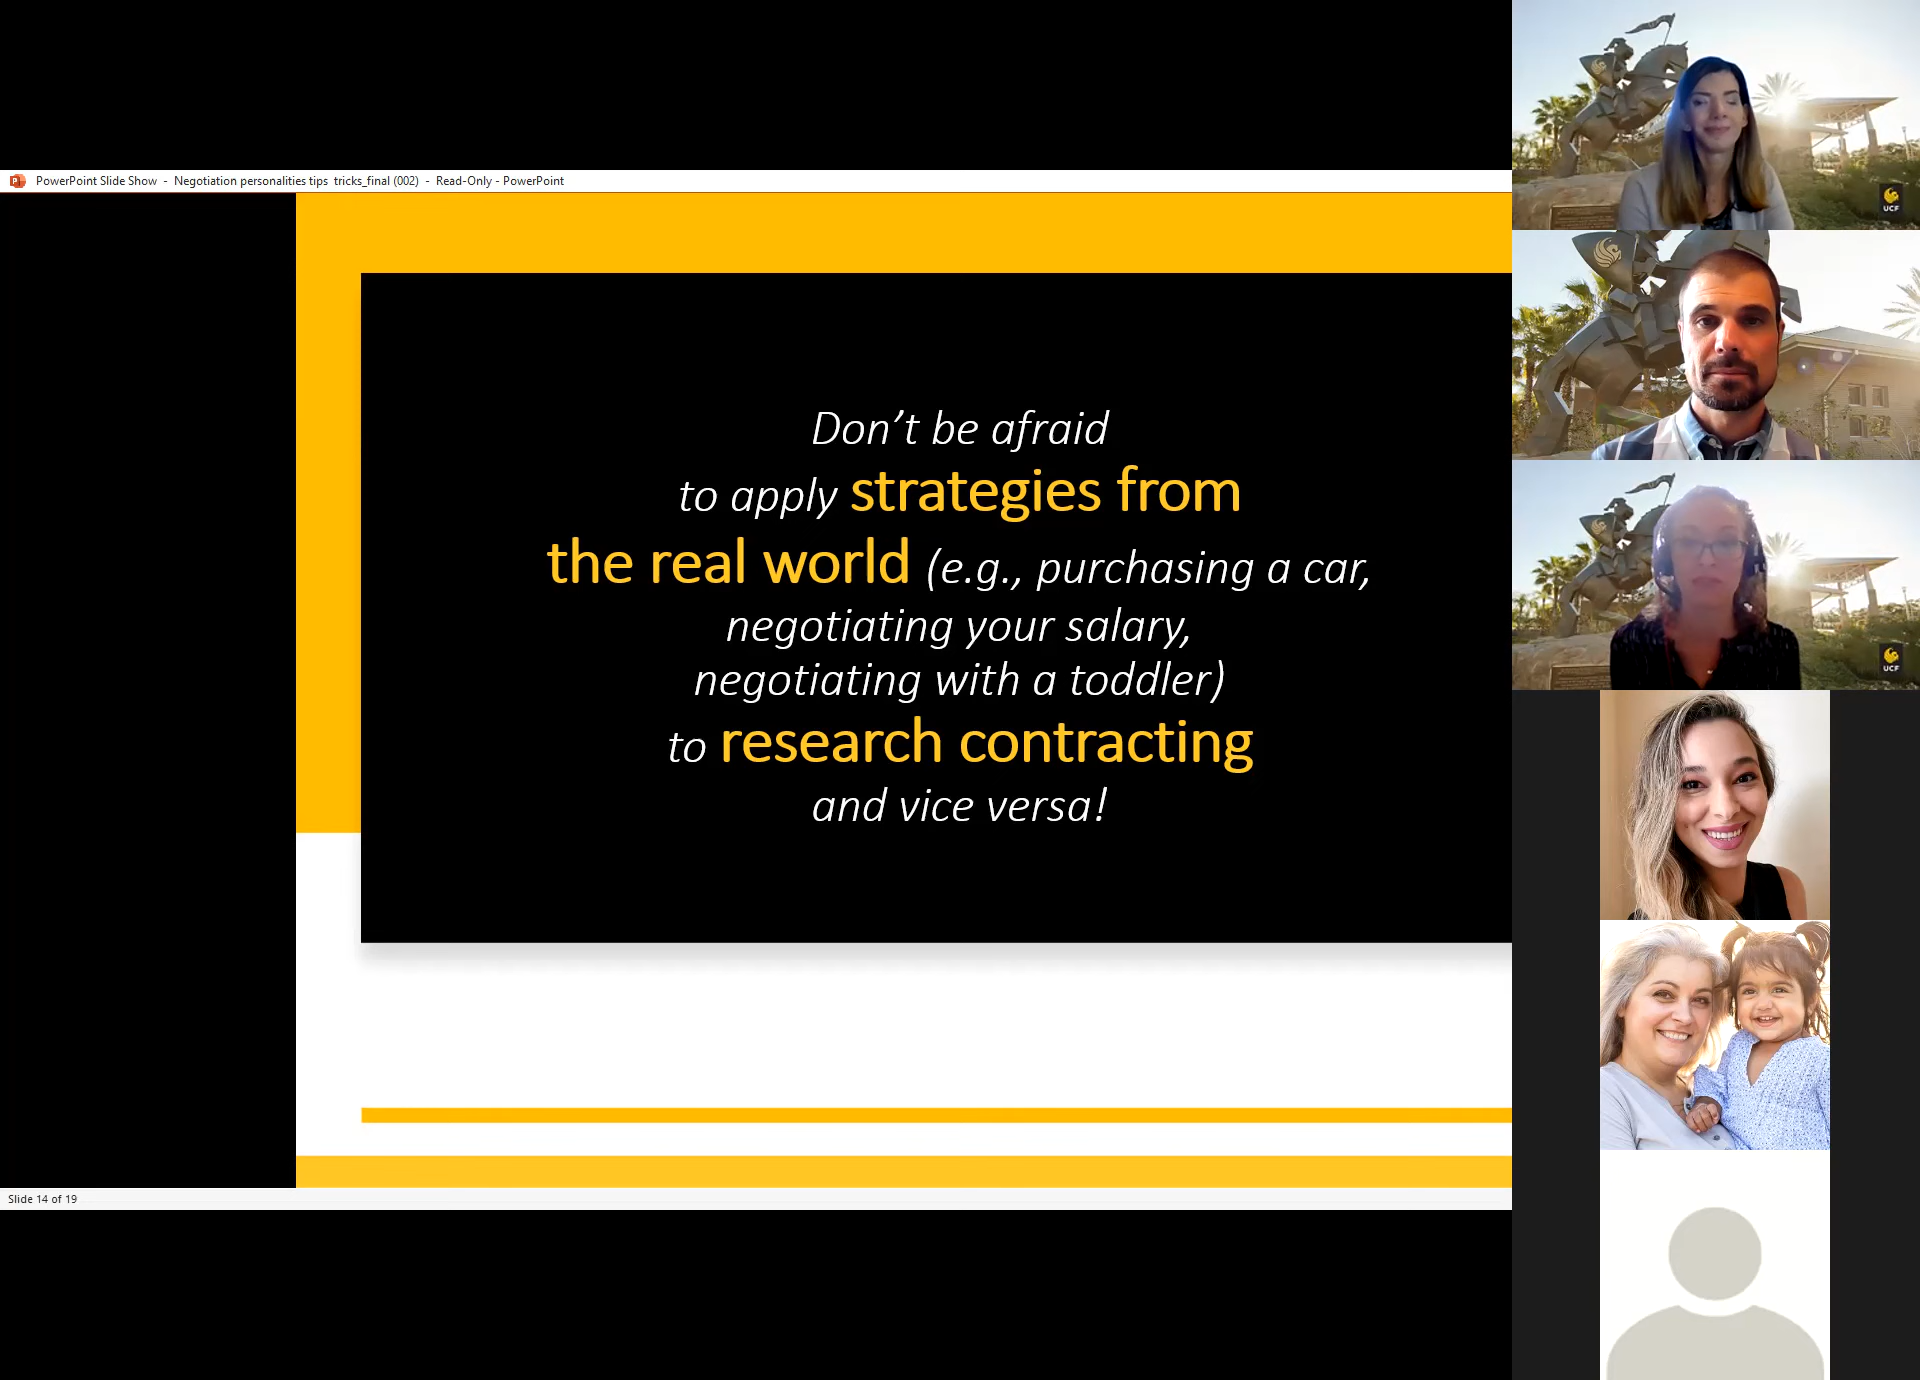 PowerPoint Slide Show - Negotiation personalities tips tricks_final (002) - Read-Only - PowerPoint
Don’t be afraid
to apply strategies from
the real world (e.g., purchasing a car,
negotiating your salary,
negotiating with a toddler)
to research contracting
and vice versa!
Slide 14 of 19
UCF
UCF